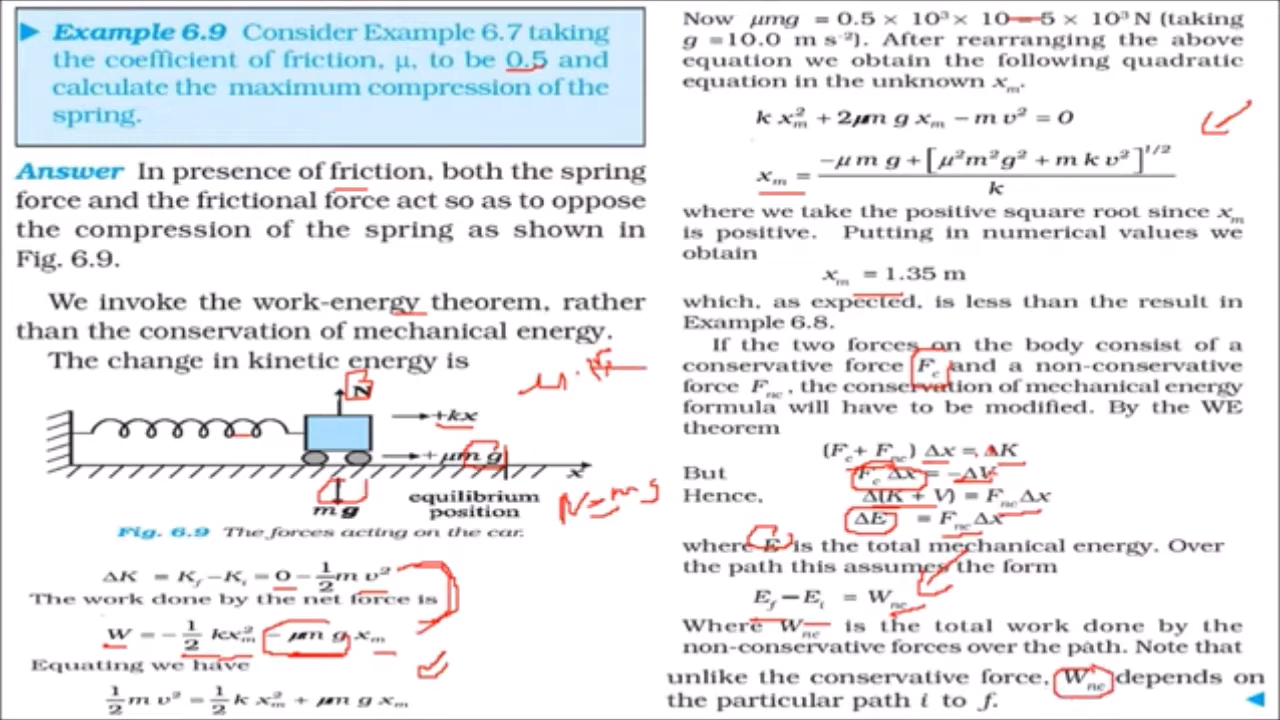 ▶ Example 6.9 Consider Example 6.7 taking
the coefficient of friction, μ, to be 0.5 and
calculate the maximum compression of the
spring.
Answer In presence of friction, both the spring
force and the frictional force act so as to oppose
the compression of the spring as shown in
Fig. 6.9.
We invoke the work-energy theorem, rather
than the conservation of mechanical energy.
The change in kinetic energy is
μ.
N
+kx
+μm g
x
N = mg
m g
equilibrium
position
Fig. 6.9 The forces acting on the car.
ΔK = K_f – K_i = 0 − 1/2 m v²
The work done by the net force is
W = − 1/2 kx_m² − μm g x_m
Equating we have
1/2 m v² = 1/2 k x_m² + μm g x_m
Now μmg = 0.5 × 10³ × 10 = 5 × 10³ N (taking
g =10.0 m s⁻²). After rearranging the above
equation we obtain the following quadratic
equation in the unknown x_m.
k x_m² + 2μm g x_m − m v² = 0
x_m = −μ m g + [μ²m²g² + m k v²]^1/2 / k
where we take the positive square root since x_m
is positive. Putting in numerical values we
obtain
x_m = 1.35 m
which, as expected, is less than the result in
Example 6.8.
If the two forces on the body consist of a
conservative force F_c and a non-conservative
force F_nc, the conservation of mechanical energy
formula will have to be modified. By the WE
theorem
(F_c + F_nc) Δx = ΔK
But F_c Δx = −ΔV
Hence, Δ(K + V) = F_nc Δx
ΔE = F_nc Δx
where E is the total mechanical energy. Over
the path this assumes the form
E_f – E_i = W_nc
Where W_nc is the total work done by the
non-conservative forces over the path. Note that
unlike the conservative force, W_nc depends on
the particular path i to f. ◀